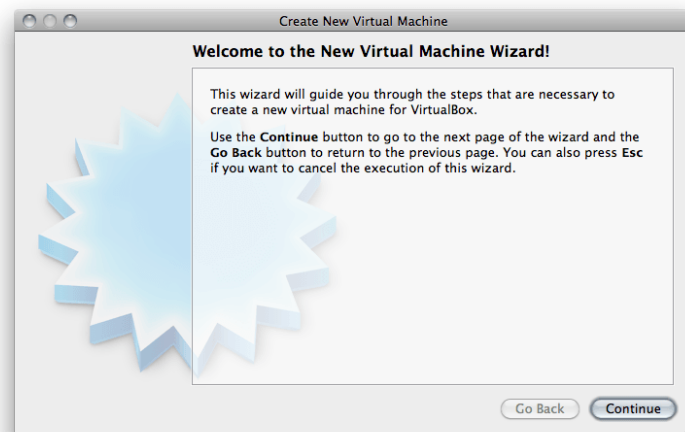 Create New Virtual Machine
Welcome to the New Virtual Machine Wizard!
This wizard will guide you through the steps that are necessary to
create a new virtual machine for VirtualBox.
Use the Continue button to go to the next page of the wizard and the
Go Back button to return to the previous page. You can also press Esc
if you want to cancel the execution of this wizard.
Go Back
Continue